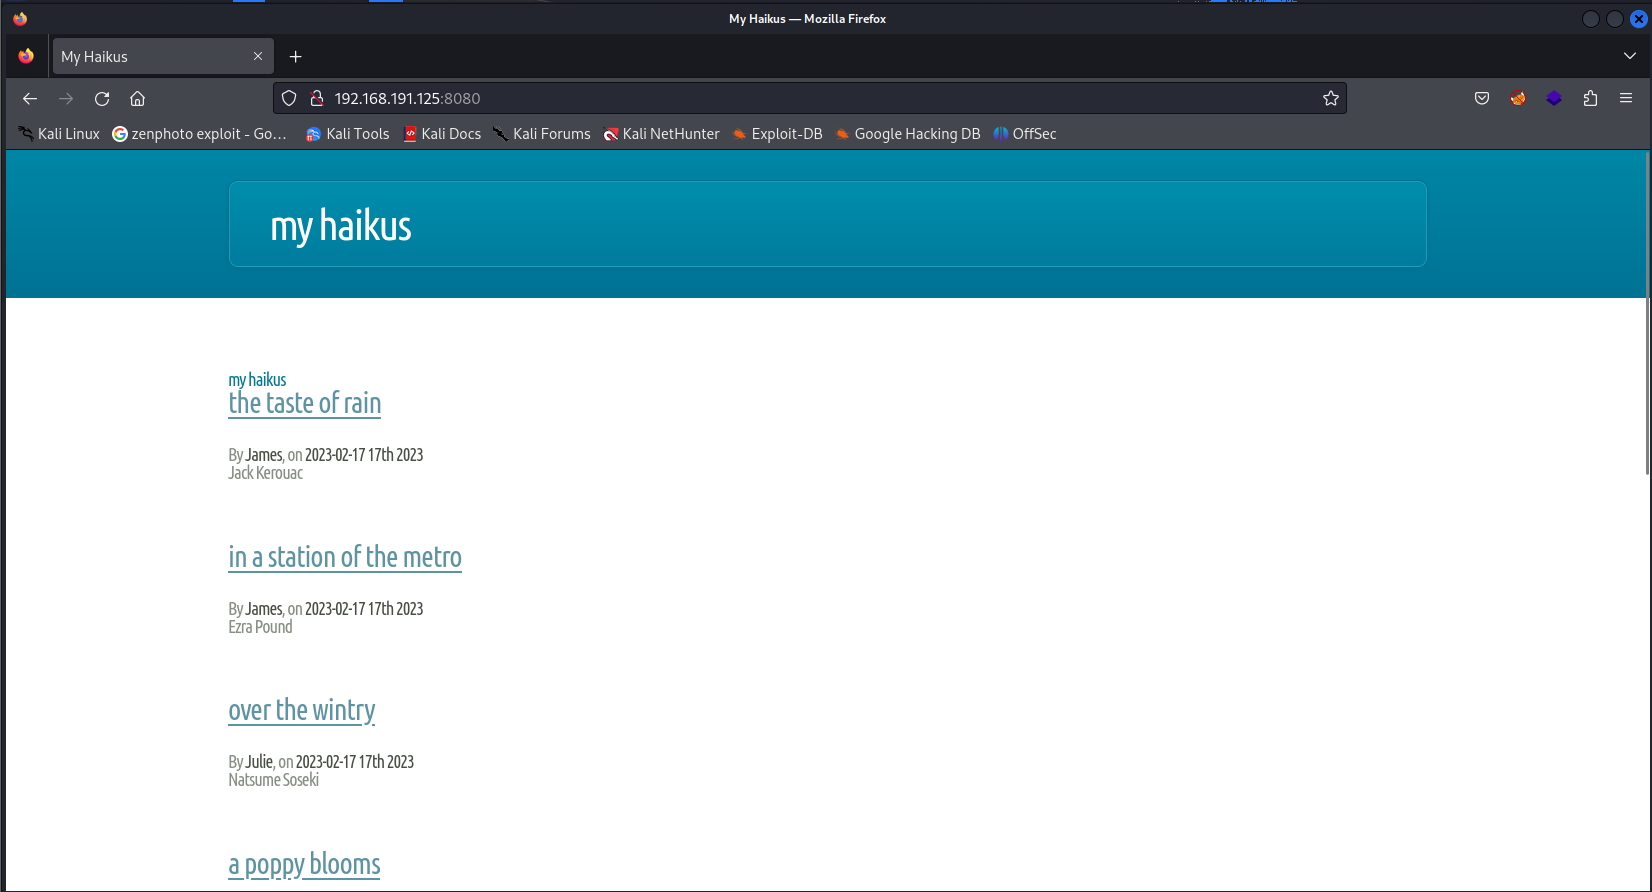 My Haikus — Mozilla Firefox
My Haikus
192.168.191.125:8080
Kali Linux zenphoto exploit - Go… Kali Tools Kali Docs Kali Forums Kali NetHunter Exploit-DB Google Hacking DB OffSec
my haikus
my haikus
the taste of rain
By James, on 2023-02-17 17th 2023
Jack Kerouac
in a station of the metro
By James, on 2023-02-17 17th 2023
Ezra Pound
over the wintry
By Julie, on 2023-02-17 17th 2023
Natsume Soseki
a poppy blooms